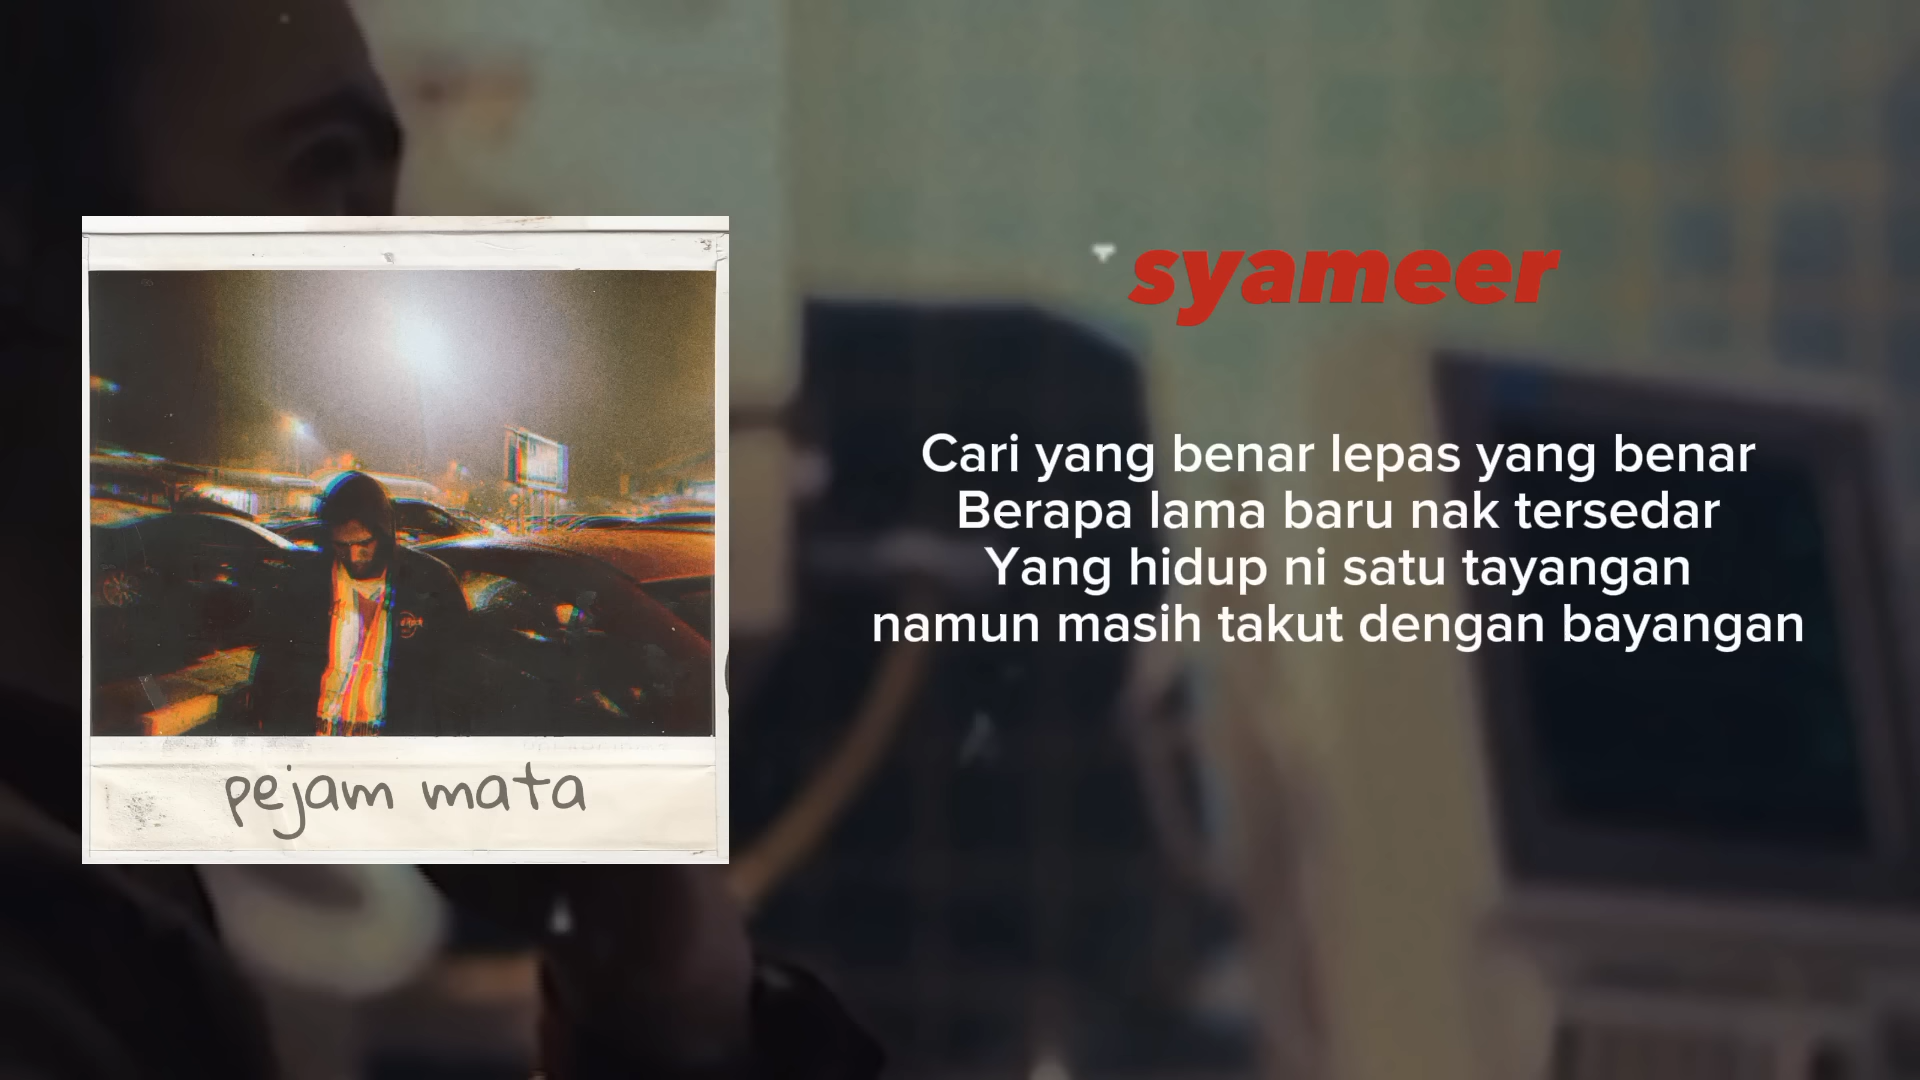 syameer
Cari yang benar lepas yang benar
Berapa lama baru nak tersedar
Yang hidup ni satu tayangan
namun masih takut dengan bayangan
pejam mata